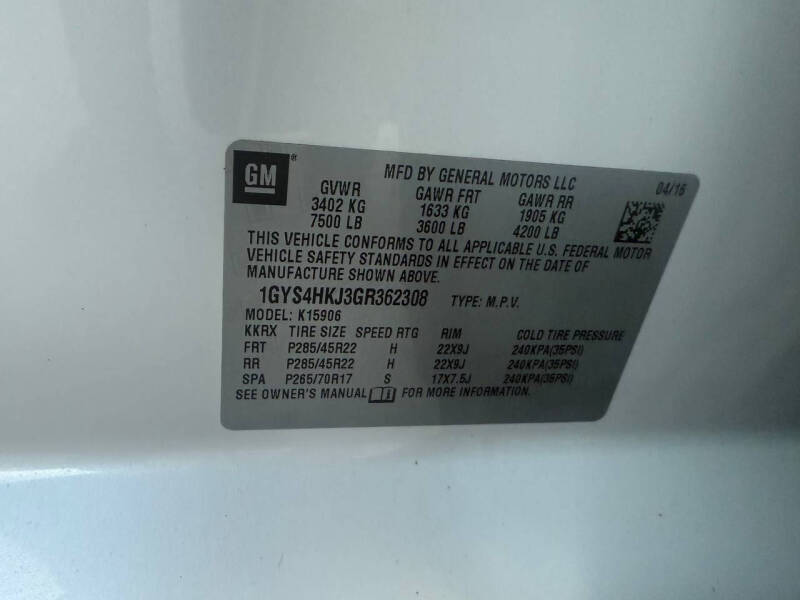 GM®
MFD BY GENERAL MOTORS LLC 04/16
GVWR GAWR FRT GAWR RR
3402 KG 1633 KG 1905 KG
7500 LB 3600 LB 4200 LB
THIS VEHICLE CONFORMS TO ALL APPLICABLE U.S. FEDERAL MOTOR
VEHICLE SAFETY STANDARDS IN EFFECT ON THE DATE OF
MANUFACTURE SHOWN ABOVE.
1GYS4HKJ3GR362308 TYPE: M.P.V.
MODEL: K15906
KKRX TIRE SIZE SPEED RTG RIM COLD TIRE PRESSURE
FRT P285/45R22 H 22X9J 240KPA(35PSI)
RR P285/45R22 H 22X9J 240KPA(35PSI)
SPA P265/70R17 S 17X7.5J 240KPA(35PSI)
SEE OWNER'S MANUAL FOR MORE INFORMATION.